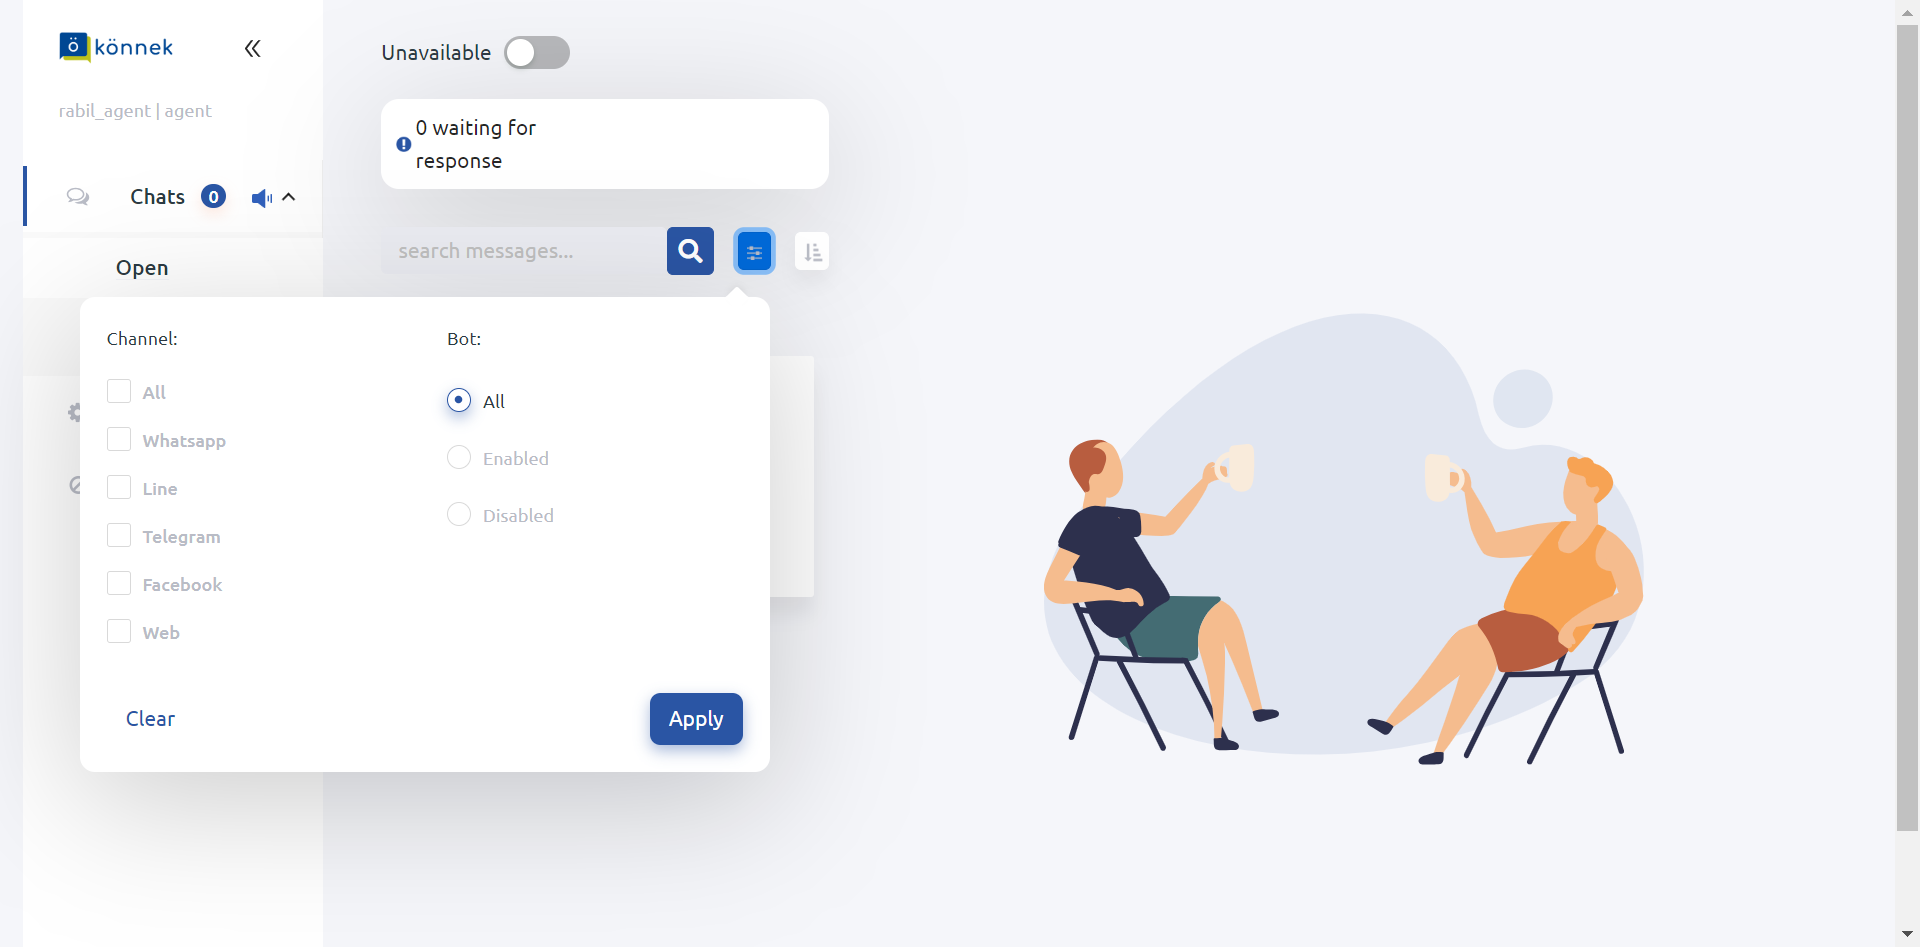 ö könnek
rabil_agent | agent
Chats 0
Open
Unavailable
0 waiting for
response
search messages...
Channel:
All
Whatsapp
Line
Telegram
Facebook
Web
Bot:
All
Enabled
Disabled
Clear
Apply